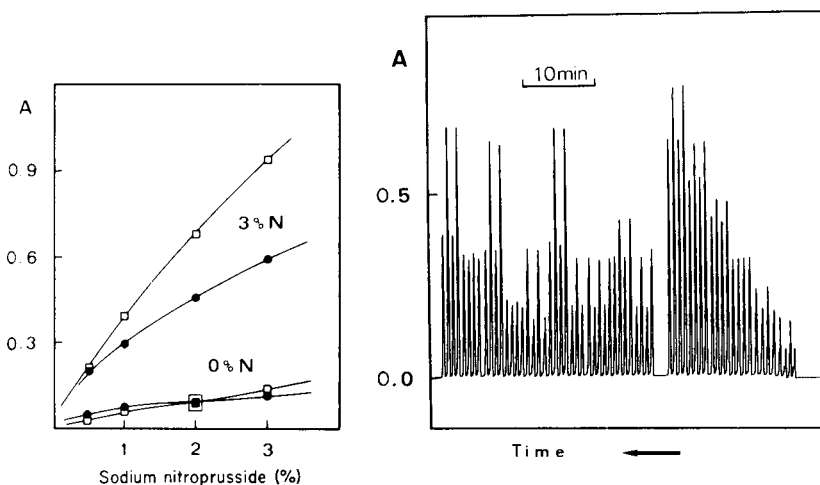 A
0.9
0.6
0.3
3%N
0%N
1 2 3
Sodium nitroprusside (%)
A
10min
0.5
0.0
Time